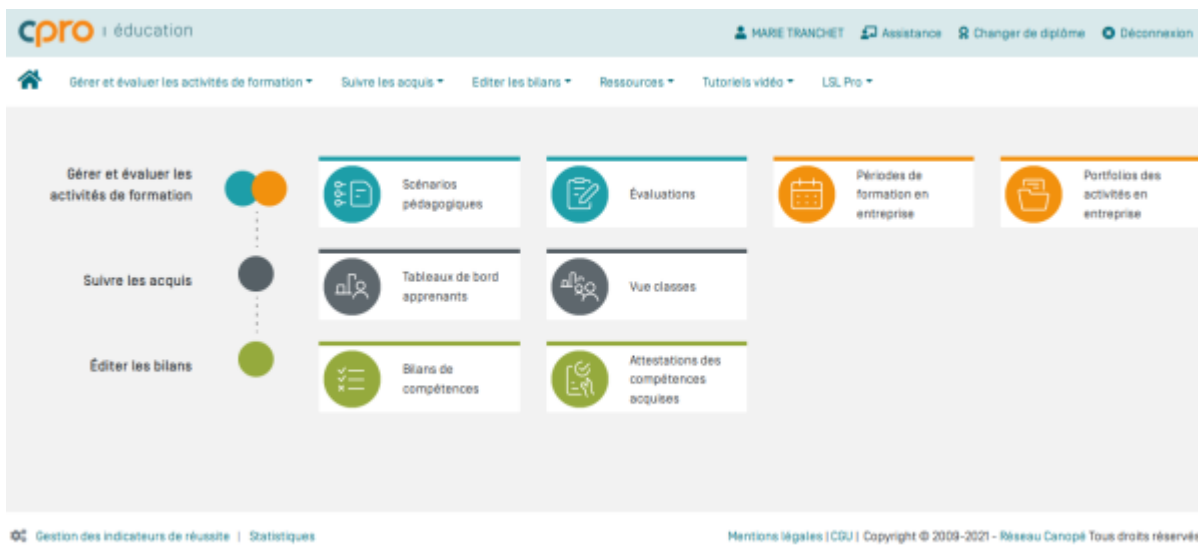 cpro | éducation
MARIE TRANCHET Assistance Changer de diplôme Déconnexion
Gérer et évaluer les activités de formation Suivre les acquis Editer les bilans Ressources Tutoriels vidéo LSL Pro
Gérer et évaluer les
activités de formation
Scénarios
pédagogiques
Évaluations
Périodes de
formation en
entreprise
Portfolios des
activités en
entreprise
Suivre les acquis
Tableaux de bord
apprenants
Vue classes
Éditer les bilans
Bilans de
compétences
Attestations des
compétences
acquises
Gestion des indicateurs de réussite | Statistiques
Mentions légales | CGU | Copyright © 2009-2021 - Réseau Canopé Tous droits réservés